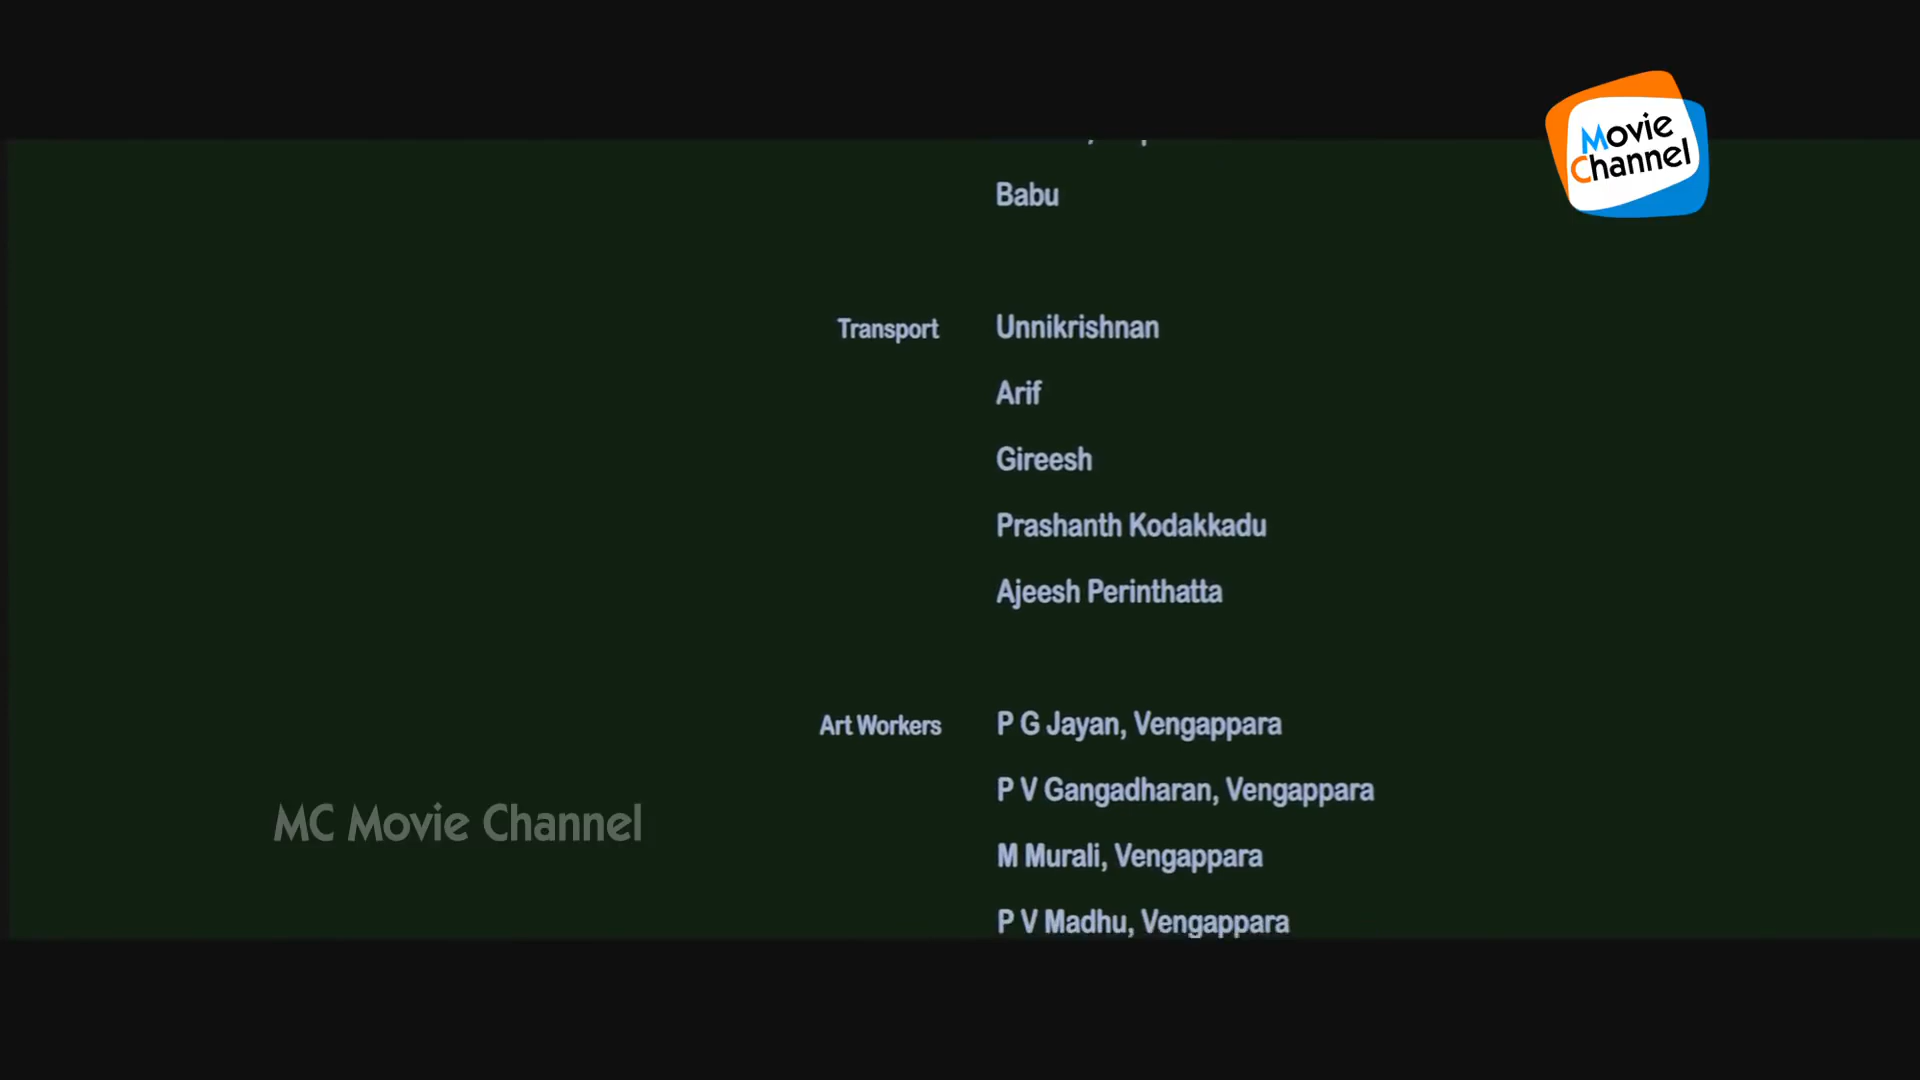 Movie
Channel
Babu
Transport Unnikrishnan
Arif
Gireesh
Prashanth Kodakkadu
Ajeesh Perinthatta
Art Workers P G Jayan, Vengappara
P V Gangadharan, Vengappara
MC Movie Channel
M Murali, Vengappara
P V Madhu, Vengappara